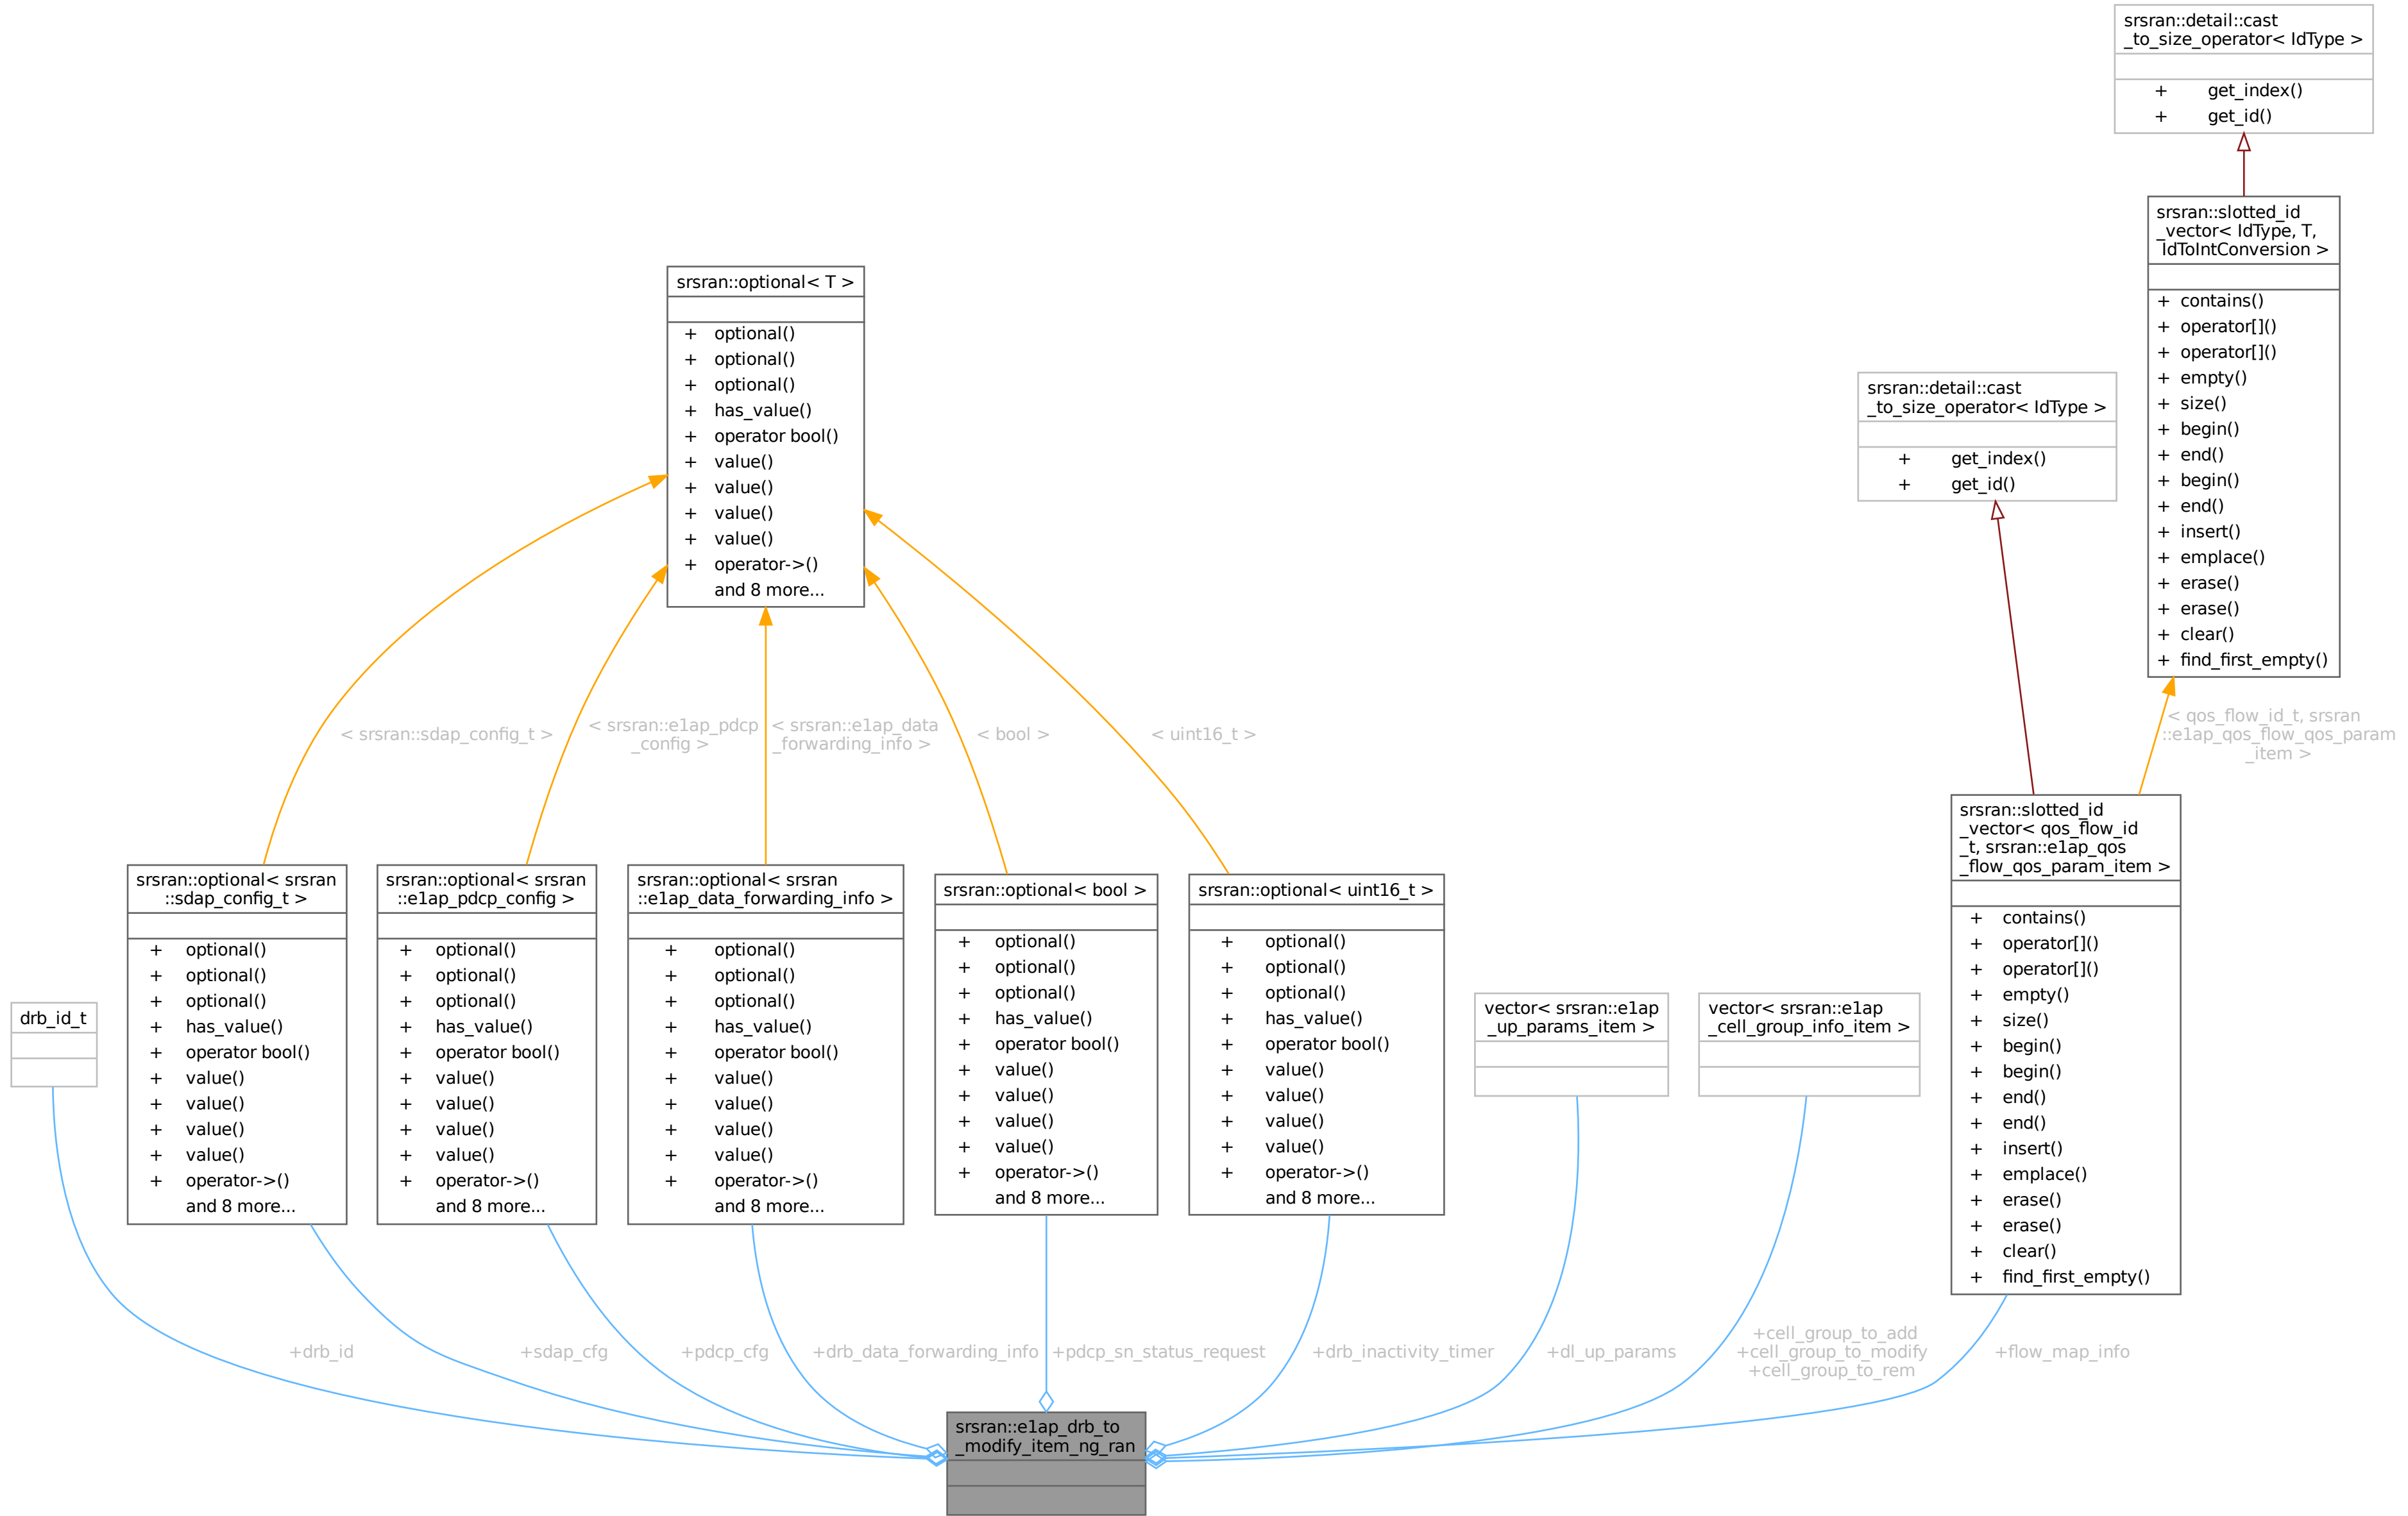 srsran::detail::cast
_to_size_operator< IdType >
+ get_index()
+ get_id()
srsran::slotted_id
_vector< IdType, T,
IdToIntConversion >
+ contains()
+ operator[]()
+ operator[]()
+ empty()
+ size()
+ begin()
+ end()
+ begin()
+ end()
+ insert()
+ emplace()
+ erase()
+ erase()
+ clear()
+ find_first_empty()
srsran::optional< T >
+ optional()
+ optional()
+ optional()
+ has_value()
+ operator bool()
+ value()
+ value()
+ value()
+ value()
+ operator->()
and 8 more...
srsran::detail::cast
_to_size_operator< IdType >
+ get_index()
+ get_id()
< srsran::sdap_config_t >
< srsran::e1ap_pdcp
_config >
< srsran::e1ap_data
_forwarding_info >
< bool >
< uint16_t >
< qos_flow_id_t, srsran
::e1ap_qos_flow_qos_param
_item >
drb_id_t
srsran::optional< srsran
::sdap_config_t >
+ optional()
+ optional()
+ optional()
+ has_value()
+ operator bool()
+ value()
+ value()
+ value()
+ value()
+ operator->()
and 8 more...
srsran::optional< srsran
::e1ap_pdcp_config >
+ optional()
+ optional()
+ optional()
+ has_value()
+ operator bool()
+ value()
+ value()
+ value()
+ value()
+ operator->()
and 8 more...
srsran::optional< srsran
::e1ap_data_forwarding_info >
+ optional()
+ optional()
+ optional()
+ has_value()
+ operator bool()
+ value()
+ value()
+ value()
+ value()
+ operator->()
and 8 more...
srsran::optional< bool >
+ optional()
+ optional()
+ optional()
+ has_value()
+ operator bool()
+ value()
+ value()
+ value()
+ value()
+ operator->()
and 8 more...
srsran::optional< uint16_t >
+ optional()
+ optional()
+ optional()
+ has_value()
+ operator bool()
+ value()
+ value()
+ value()
+ value()
+ operator->()
and 8 more...
vector< srsran::e1ap
_up_params_item >
vector< srsran::e1ap
_cell_group_info_item >
srsran::slotted_id
_vector< qos_flow_id
_t, srsran::e1ap_qos
_flow_qos_param_item >
+ contains()
+ operator[]()
+ operator[]()
+ empty()
+ size()
+ begin()
+ begin()
+ end()
+ end()
+ insert()
+ emplace()
+ erase()
+ erase()
+ clear()
+ find_first_empty()
+drb_id
+sdap_cfg
+pdcp_cfg
+drb_data_forwarding_info
+pdcp_sn_status_request
+drb_inactivity_timer
+dl_up_params
+cell_group_to_add
+cell_group_to_modify
+cell_group_to_rem
+flow_map_info
srsran::e1ap_drb_to
_modify_item_ng_ran